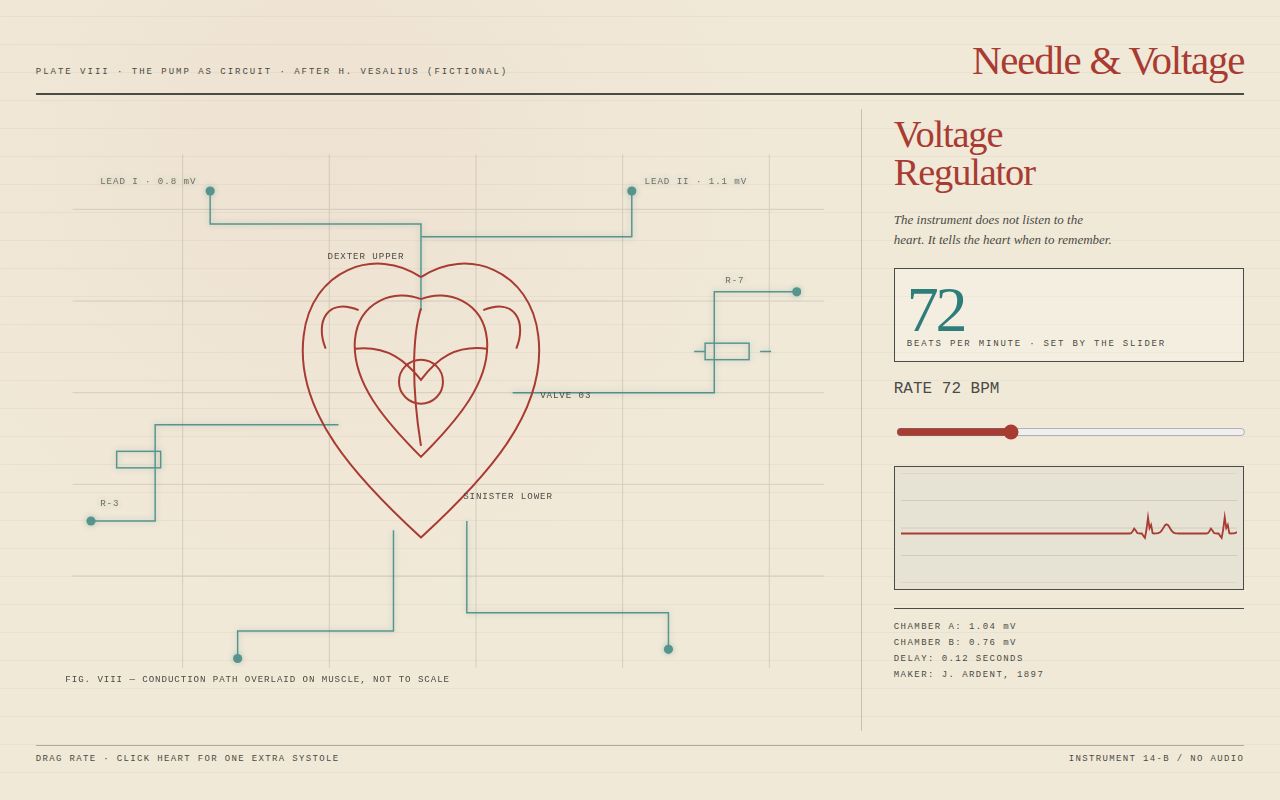 PLATE VIII · THE PUMP AS CIRCUIT · AFTER H. VESALIUS (FICTIONAL)
Needle & Voltage
LEAD I · 0.8 mV
LEAD II · 1.1 mV
DEXTER UPPER
R-7
VALVE 03
SINISTER LOWER
R-3
FIG. VIII — CONDUCTION PATH OVERLAID ON MUSCLE, NOT TO SCALE
Voltage
Regulator
The instrument does not listen to the
heart. It tells the heart when to remember.
72
BEATS PER MINUTE · SET BY THE SLIDER
RATE 72 BPM
CHAMBER A: 1.04 mV
CHAMBER B: 0.76 mV
DELAY: 0.12 SECONDS
MAKER: J. ARDENT, 1897
DRAG RATE · CLICK HEART FOR ONE EXTRA SYSTOLE
INSTRUMENT 14-B / NO AUDIO